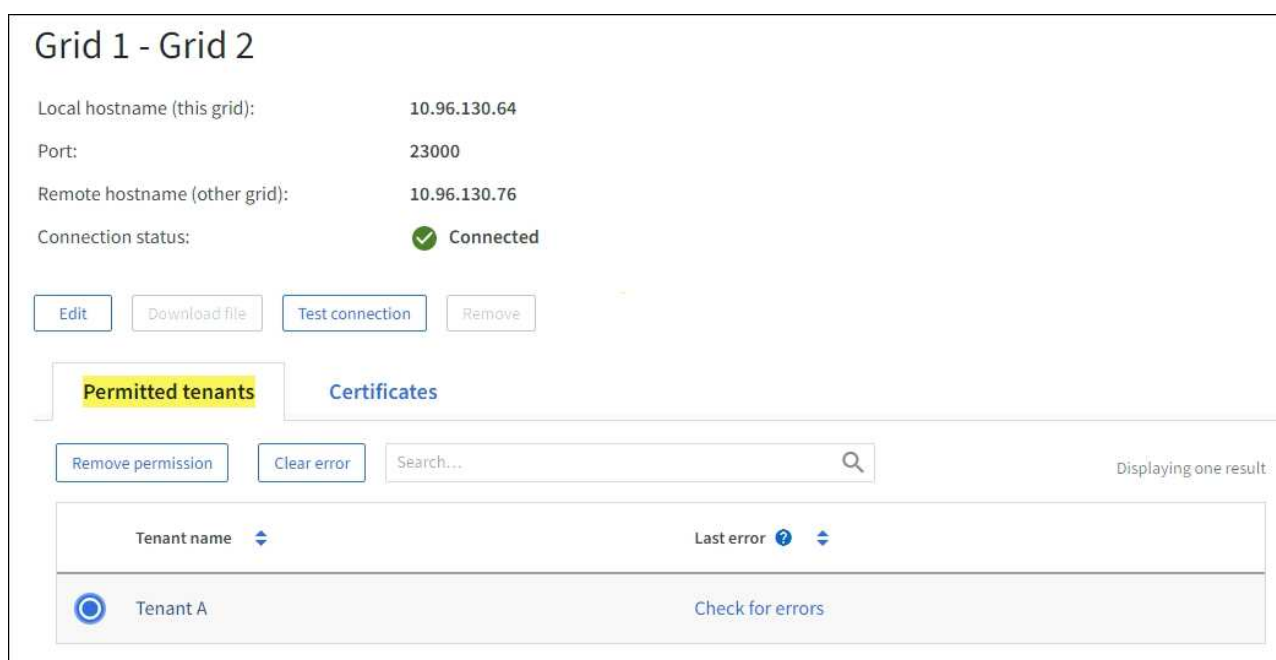 Grid 1 - Grid 2
Local hostname (this grid): 10.96.130.64
Port: 23000
Remote hostname (other grid): 10.96.130.76
Connection status: Connected
Edit Download file Test connection Remove
Permitted tenants Certificates
Remove permission Clear error Search... Displaying one result
Tenant name Last error ?
Tenant A Check for errors